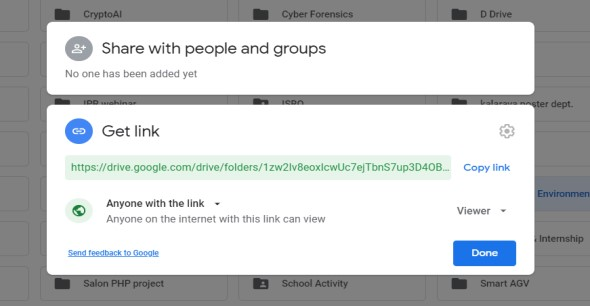 CryptoAI
Cyber Forensics
D Drive
Share with people and groups
No one has been added yet
IPR webinar
ISRO
kalarava poster dept.
Get link
https://drive.google.com/drive/folders/1zw2Iv8eoxIcwUc7ejTbnS7up3D4OB...
Copy link
Anyone with the link
Anyone on the internet with this link can view
Viewer
Environmen
& Internship
Send feedback to Google
Done
Salon PHP project
School Activity
Smart AGV